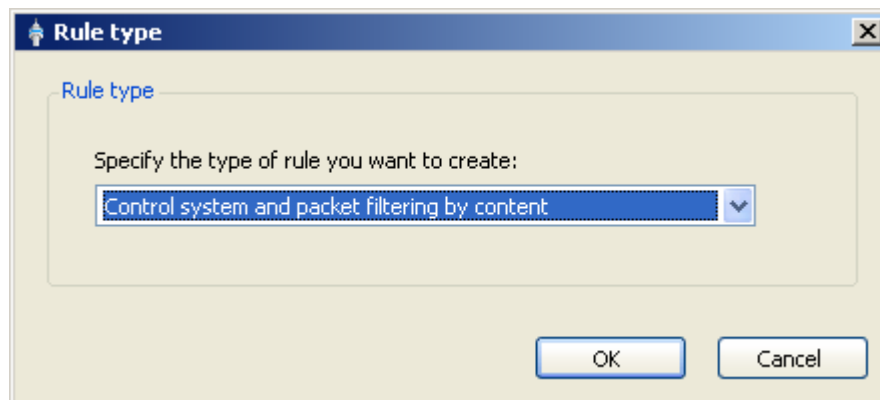 Rule type
Rule type
Specify the type of rule you want to create:
Control system and packet filtering by content
OK Cancel